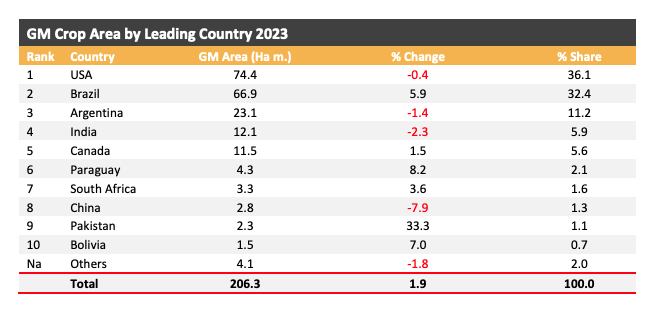 GM Crop Area by Leading Country 2023
Rank Country GM Area (Ha m.) % Change % Share
1 USA 74.4 -0.4 36.1
2 Brazil 66.9 5.9 32.4
3 Argentina 23.1 -1.4 11.2
4 India 12.1 -2.3 5.9
5 Canada 11.5 1.5 5.6
6 Paraguay 4.3 8.2 2.1
7 South Africa 3.3 3.6 1.6
8 China 2.8 -7.9 1.3
9 Pakistan 2.3 33.3 1.1
10 Bolivia 1.5 7.0 0.7
Na Others 4.1 -1.8 2.0
Total 206.3 1.9 100.0